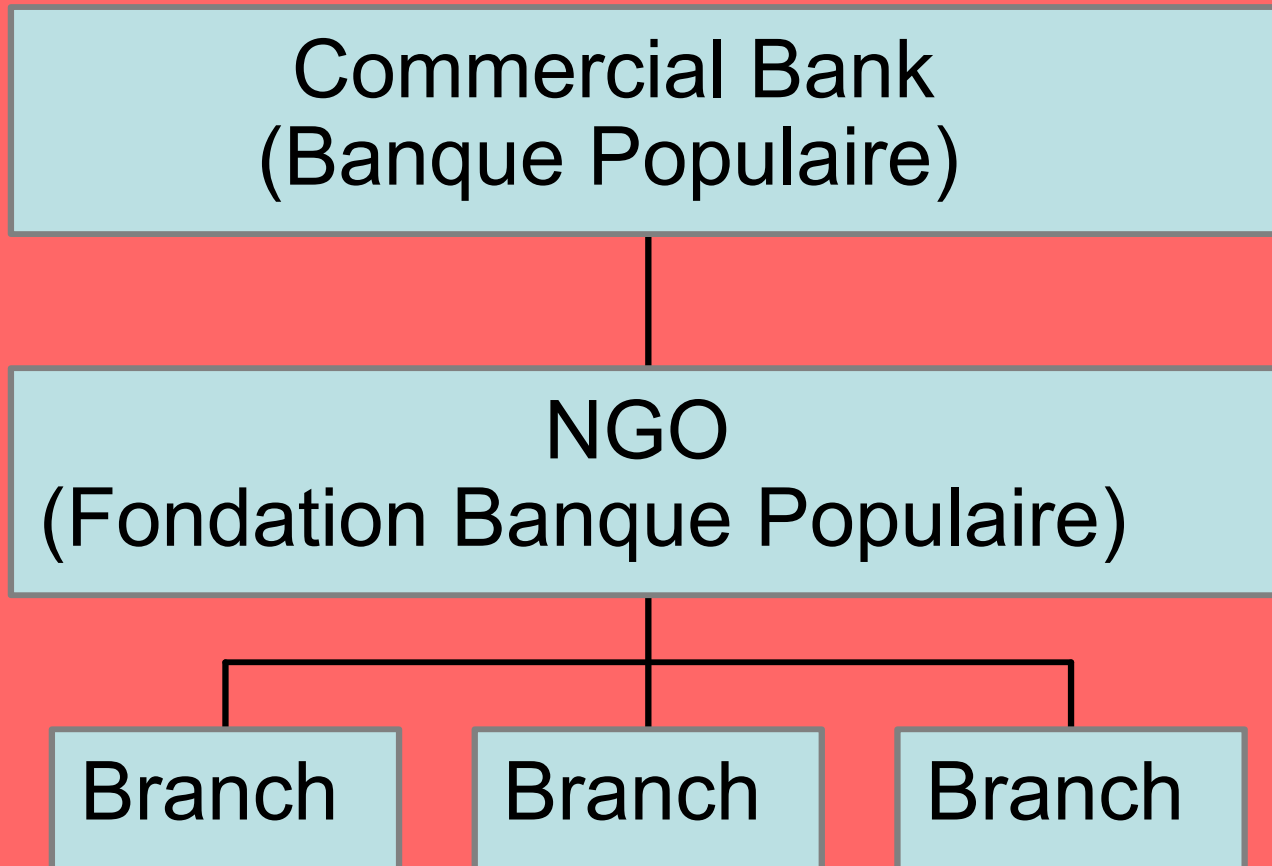 Commercial Bank
(Banque Populaire)
NGO
(Fondation Banque Populaire)
Branch
Branch
Branch